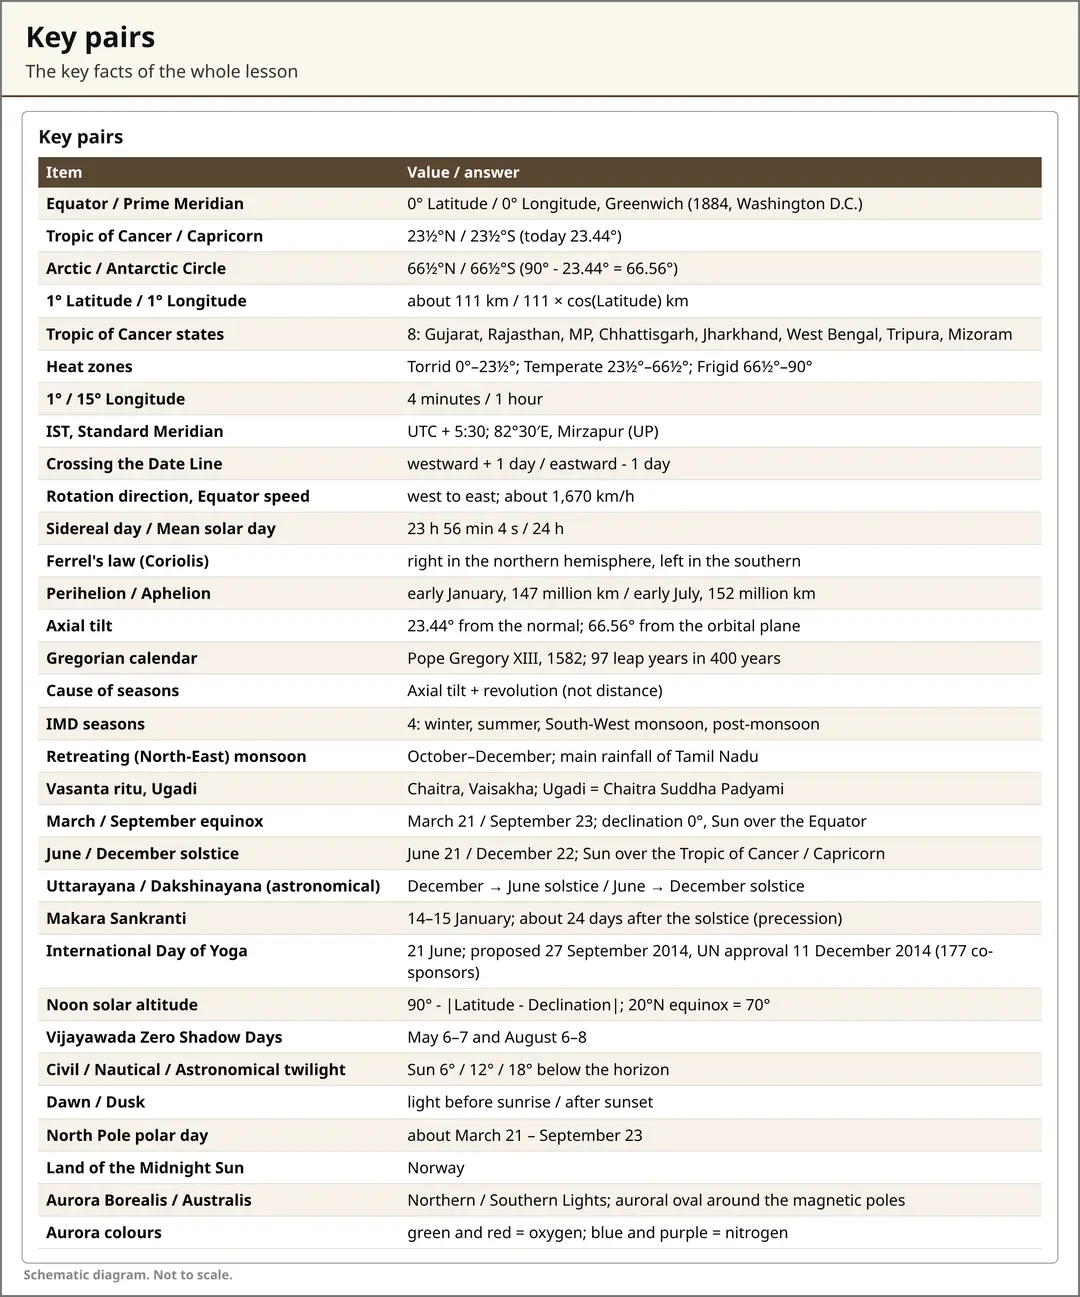 Key pairs
The key facts of the whole lesson
Key pairs
Item Value / answer
Equator / Prime Meridian 0° Latitude / 0° Longitude, Greenwich (1884, Washington D.C.)
Tropic of Cancer / Capricorn 23½°N / 23½°S (today 23.44°)
Arctic / Antarctic Circle 66½°N / 66½°S (90° - 23.44° = 66.56°)
1° Latitude / 1° Longitude about 111 km / 111 × cos(Latitude) km
Tropic of Cancer states 8: Gujarat, Rajasthan, MP, Chhattisgarh, Jharkhand, West Bengal, Tripura, Mizoram
Heat zones Torrid 0°–23½°; Temperate 23½°–66½°; Frigid 66½°–90°
1° / 15° Longitude 4 minutes / 1 hour
IST, Standard Meridian UTC + 5:30; 82°30′E, Mirzapur (UP)
Crossing the Date Line westward + 1 day / eastward - 1 day
Rotation direction, Equator speed west to east; about 1,670 km/h
Sidereal day / Mean solar day 23 h 56 min 4 s / 24 h
Ferrel's law (Coriolis) right in the northern hemisphere, left in the southern
Perihelion / Aphelion early January, 147 million km / early July, 152 million km
Axial tilt 23.44° from the normal; 66.56° from the orbital plane
Gregorian calendar Pope Gregory XIII, 1582; 97 leap years in 400 years
Cause of seasons Axial tilt + revolution (not distance)
IMD seasons 4: winter, summer, South-West monsoon, post-monsoon
Retreating (North-East) monsoon October–December; main rainfall of Tamil Nadu
Vasanta ritu, Ugadi Chaitra, Vaisakha; Ugadi = Chaitra Suddha Padyami
March / September equinox March 21 / September 23; declination 0°, Sun over the Equator
June / December solstice June 21 / December 22; Sun over the Tropic of Cancer / Capricorn
Uttarayana / Dakshinayana (astronomical) December → June solstice / June → December solstice
Makara Sankranti 14–15 January; about 24 days after the solstice (precession)
International Day of Yoga 21 June; proposed 27 September 2014, UN approval 11 December 2014 (177 co-
sponsors)
Noon solar altitude 90° - |Latitude - Declination|; 20°N equinox = 70°
Vijayawada Zero Shadow Days May 6–7 and August 6–8
Civil / Nautical / Astronomical twilight Sun 6° / 12° / 18° below the horizon
Dawn / Dusk light before sunrise / after sunset
North Pole polar day about March 21 – September 23
Land of the Midnight Sun Norway
Aurora Borealis / Australis Northern / Southern Lights; auroral oval around the magnetic poles
Aurora colours green and red = oxygen; blue and purple = nitrogen
Schematic diagram. Not to scale.